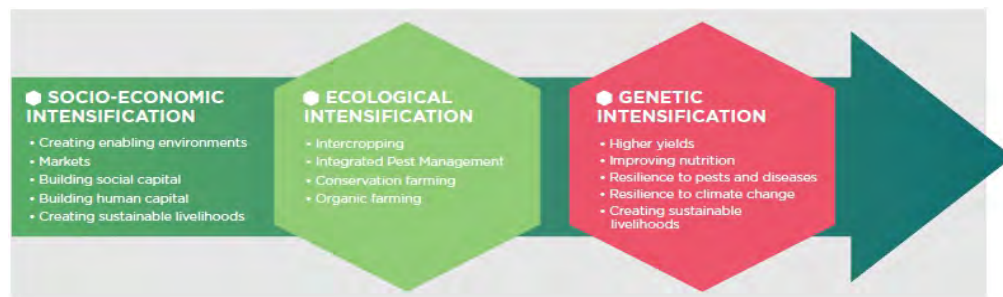 SOCIO-ECONOMIC
INTENSIFICATION
• Creating enabling environments
• Markets
• Building social capital
• Building human capital
• Creating sustainable livelihoods
ECOLOGICAL
INTENSIFICATION
• Intercropping
• Integrated Pest Management
• Conservation farming
• Organic farming
GENETIC
INTENSIFICATION
• Higher yields
• Improving nutrition
• Resilience to pests and diseases
• Resilience to climate change
• Creating sustainable
livelihoods